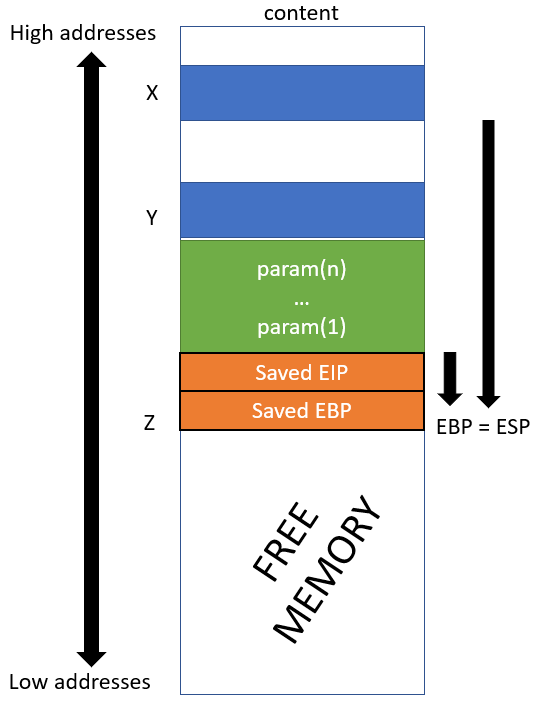 content
High addresses
X
Y
param(n)
...
param(1)
Saved EIP
Saved EBP
Z
EBP = ESP
FREE
MEMORY
Low addresses